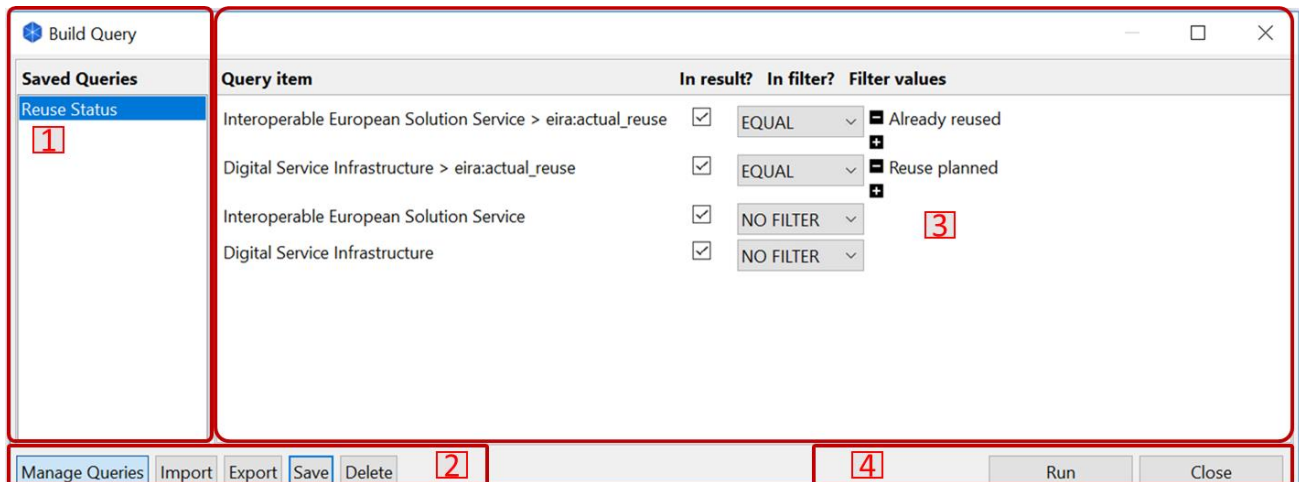 Build Query
Saved Queries
Reuse Status
1
Query item In result? In filter? Filter values
Interoperable European Solution Service > eira:actual_reuse EQUAL Already reused
Digital Service Infrastructure > eira:actual_reuse EQUAL Reuse planned
Interoperable European Solution Service NO FILTER
3
Digital Service Infrastructure NO FILTER
Manage Queries Import Export Save Delete 2
4 Run Close